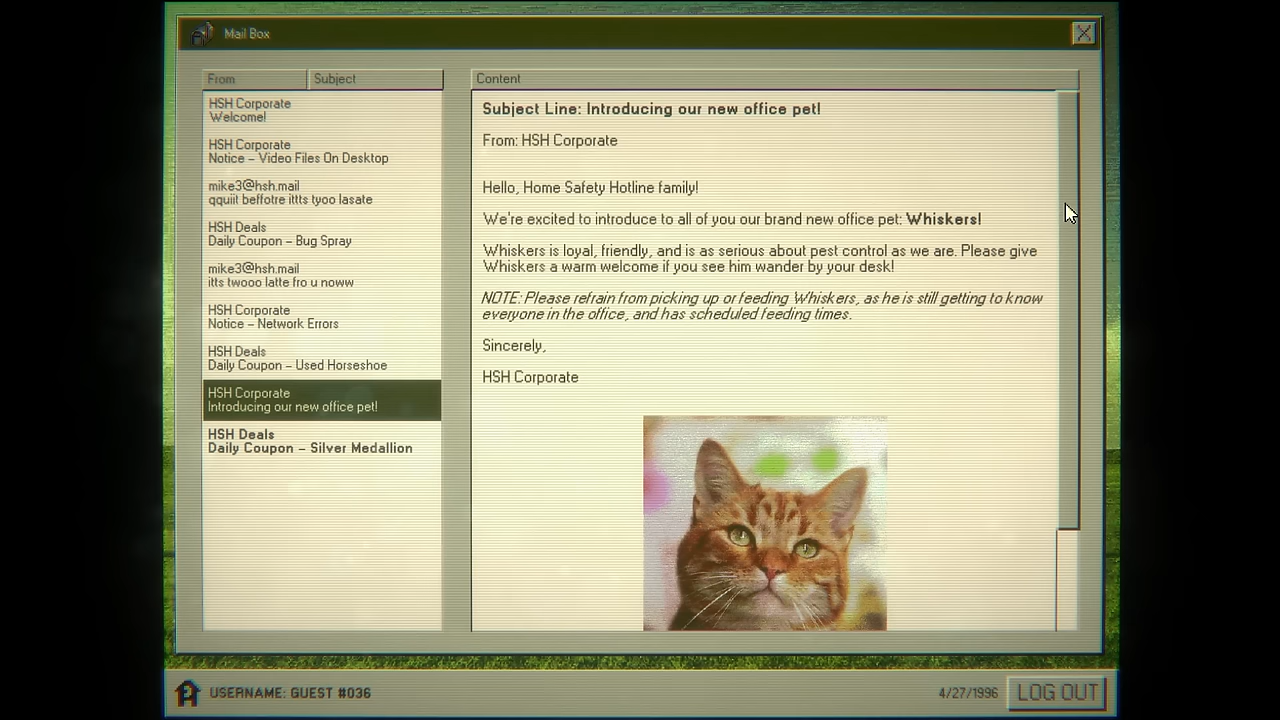 Mail Box
From Subject
HSH Corporate
Welcome!
HSH Corporate
Notice – Video Files On Desktop
mike3@hsh.mail
qquiit beffotre ittts tyoo lasate
HSH Deals
Daily Coupon – Bug Spray
mike3@hsh.mail
itts twooo latte fro u noww
HSH Corporate
Notice – Network Errors
HSH Deals
Daily Coupon – Used Horseshoe
HSH Corporate
Introducing our new office pet!
HSH Deals
Daily Coupon – Silver Medallion
Content
Subject Line: Introducing our new office pet!
From: HSH Corporate
Hello, Home Safety Hotline family!
We're excited to introduce to all of you our brand new office pet: Whiskers!
Whiskers is loyal, friendly, and is as serious about pest control as we are. Please give
Whiskers a warm welcome if you see him wander by your desk!
NOTE: Please refrain from picking up or feeding Whiskers, as he is still getting to know
everyone in the office, and has scheduled feeding times.
Sincerely,
HSH Corporate
USERNAME: GUEST #036
4/27/1996
LOG OUT